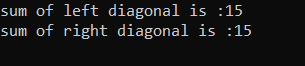 sum of left diagonal is :15
sum of right diagonal is :15